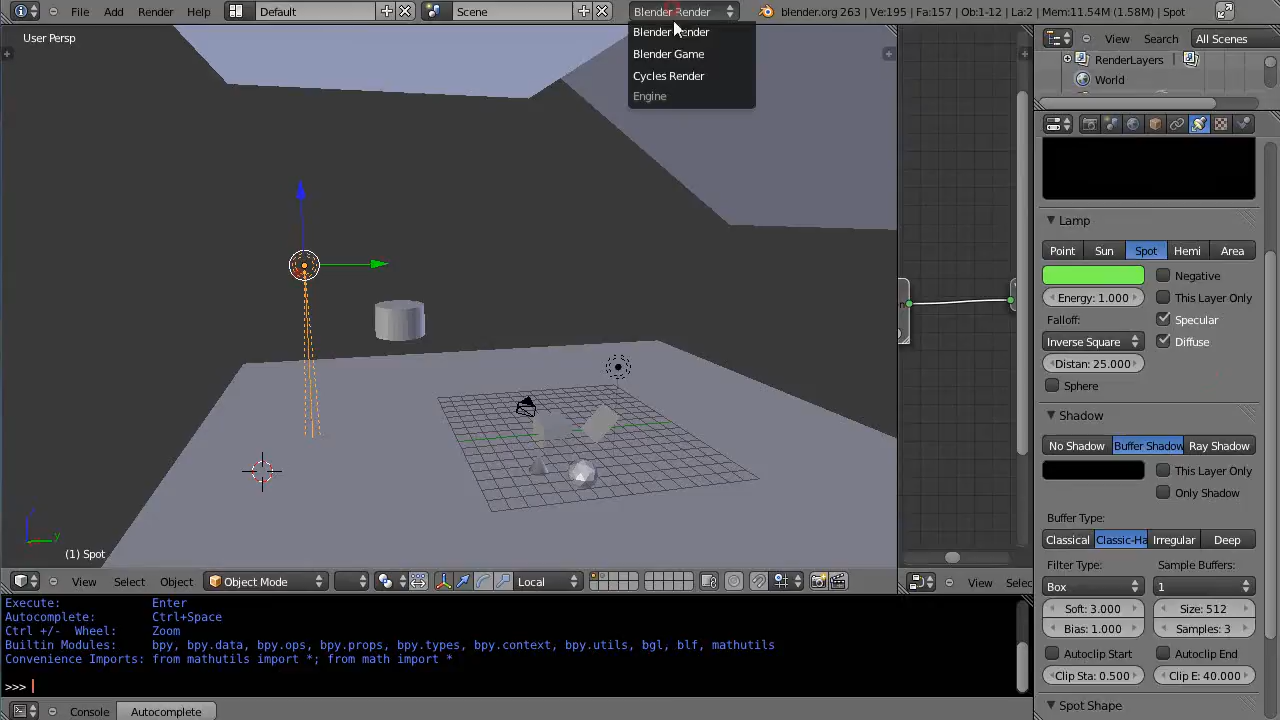 File Add Render Help Default Scene Blender Render blender.org 263 | Ve:195 | Fa:157 | Ob:1-12 | La:2 | Mem:11.54M (1.58M) | Spot
Blender Render
Blender Game
Cycles Render
Engine
User Persp
(1) Spot
View Select Object Object Mode Local
View Selec
View Search All Scenes
RenderLayers
World
Lamp
Point Sun Spot Hemi Area
Negative
Energy: 1.000 This Layer Only
Falloff: Specular
Inverse Square Diffuse
Distan: 25.000
Sphere
Shadow
No Shadow Buffer Shadow Ray Shadow
This Layer Only
Only Shadow
Buffer Type:
Classical Classic-Ha Irregular Deep
Filter Type: Sample Buffers:
Box 1
Soft: 3.000 Size: 512
Bias: 1.000 Samples: 3
Autoclip Start Autoclip End
Clip Sta: 0.500 Clip E: 40.000
Spot Shape
Execute: Enter
Autocomplete: Ctrl+Space
Ctrl +/- Wheel: Zoom
Builtin Modules: bpy, bpy.data, bpy.ops, bpy.props, bpy.types, bpy.context, bpy.utils, bgl, blf, mathutils
Convenience Imports: from mathutils import *; from math import *
>>>
Console Autocomplete